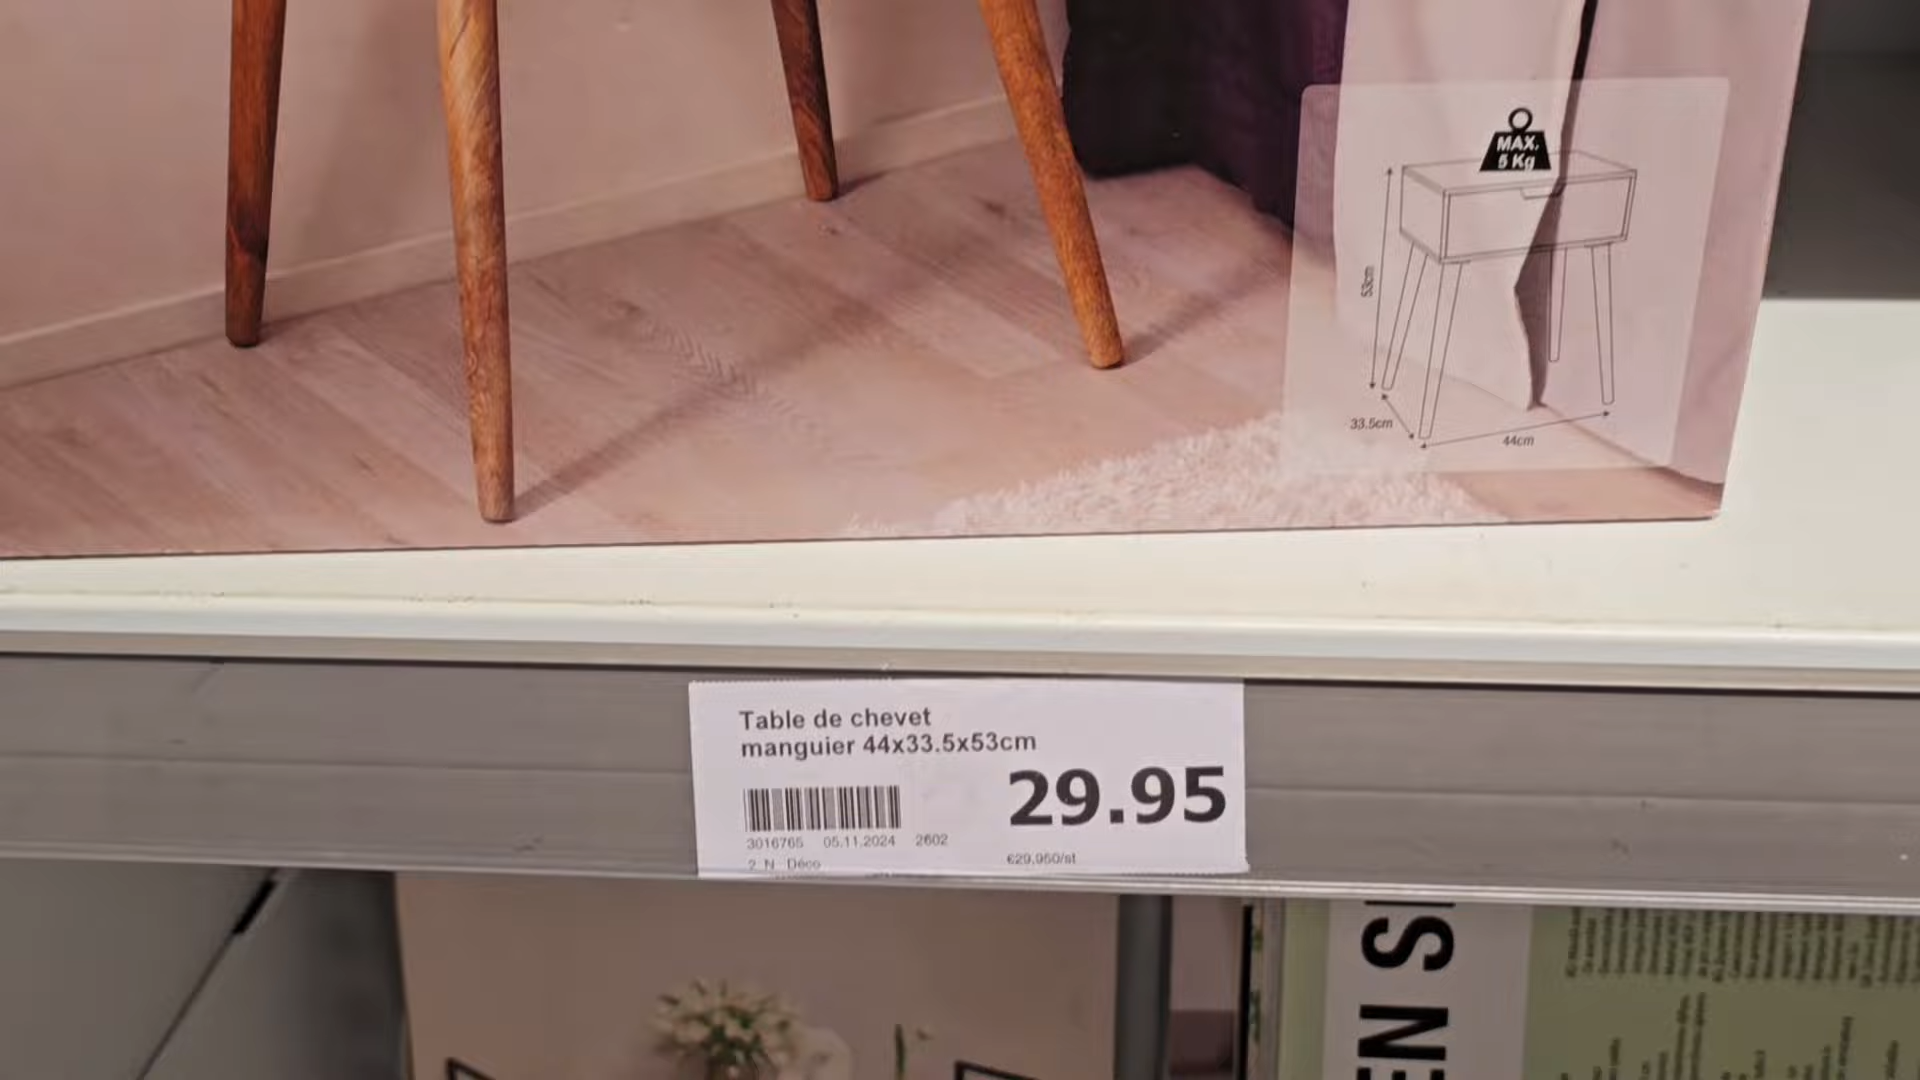 MAX.
5 Kg
53cm
33.5cm
44cm
Table de chevet
manguier 44x33.5x53cm
29.95
3016765 05.11.2024 2602
2 N Déco
€29.950/st
EN S